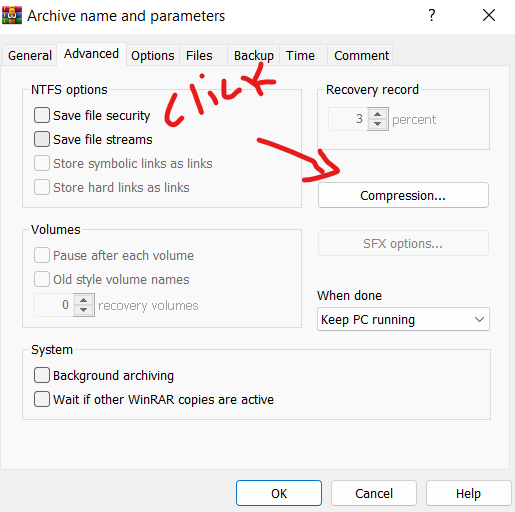 Archive name and parameters ?
General Advanced Options Files Backup Time Comment
click
NTFS options
Save file security
Save file streams
Store symbolic links as links
Store hard links as links
Recovery record
3 percent
Compression...
SFX options...
Volumes
Pause after each volume
Old style volume names
0 recovery volumes
When done
Keep PC running
System
Background archiving
Wait if other WinRAR copies are active
OK Cancel Help